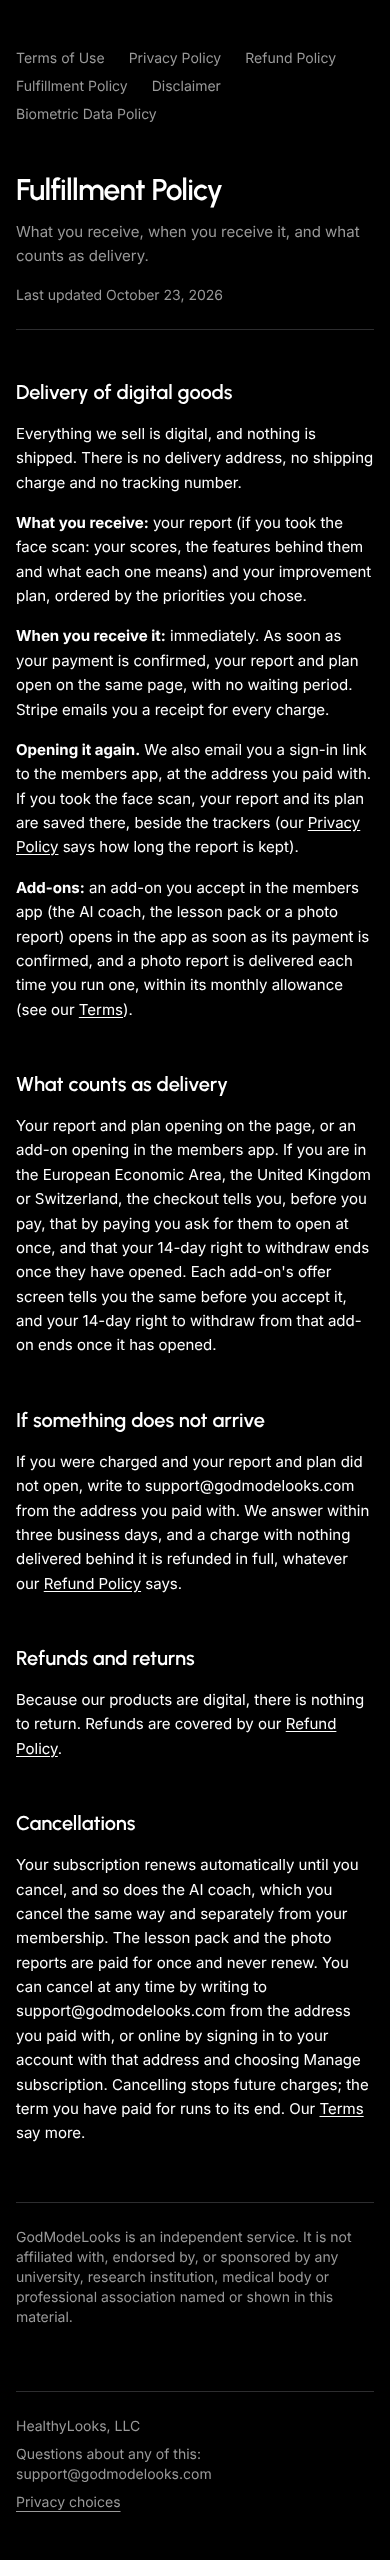 Terms of Use Privacy Policy Refund Policy
Fulfillment Policy Disclaimer
Biometric Data Policy
Fulfillment Policy
What you receive, when you receive it, and what
counts as delivery.
Last updated October 23, 2026
Delivery of digital goods
Everything we sell is digital, and nothing is
shipped. There is no delivery address, no shipping
charge and no tracking number.
What you receive: your report (if you took the
face scan: your scores, the features behind them
and what each one means) and your improvement
plan, ordered by the priorities you chose.
When you receive it: immediately. As soon as
your payment is confirmed, your report and plan
open on the same page, with no waiting period.
Stripe emails you a receipt for every charge.
Opening it again. We also email you a sign-in link
to the members app, at the address you paid with.
If you took the face scan, your report and its plan
are saved there, beside the trackers (our Privacy
Policy says how long the report is kept).
Add-ons: an add-on you accept in the members
app (the AI coach, the lesson pack or a photo
report) opens in the app as soon as its payment is
confirmed, and a photo report is delivered each
time you run one, within its monthly allowance
(see our Terms).
What counts as delivery
Your report and plan opening on the page, or an
add-on opening in the members app. If you are in
the European Economic Area, the United Kingdom
or Switzerland, the checkout tells you, before you
pay, that by paying you ask for them to open at
once, and that your 14-day right to withdraw ends
once they have opened. Each add-on's offer
screen tells you the same before you accept it,
and your 14-day right to withdraw from that add-
on ends once it has opened.
If something does not arrive
If you were charged and your report and plan did
not open, write to support@godmodelooks.com
from the address you paid with. We answer within
three business days, and a charge with nothing
delivered behind it is refunded in full, whatever
our Refund Policy says.
Refunds and returns
Because our products are digital, there is nothing
to return. Refunds are covered by our Refund
Policy.
Cancellations
Your subscription renews automatically until you
cancel, and so does the AI coach, which you
cancel the same way and separately from your
membership. The lesson pack and the photo
reports are paid for once and never renew. You
can cancel at any time by writing to
support@godmodelooks.com from the address
you paid with, or online by signing in to your
account with that address and choosing Manage
subscription. Cancelling stops future charges; the
term you have paid for runs to its end. Our Terms
say more.
GodModeLooks is an independent service. It is not
affiliated with, endorsed by, or sponsored by any
university, research institution, medical body or
professional association named or shown in this
material.
HealthyLooks, LLC
Questions about any of this:
support@godmodelooks.com
Privacy choices